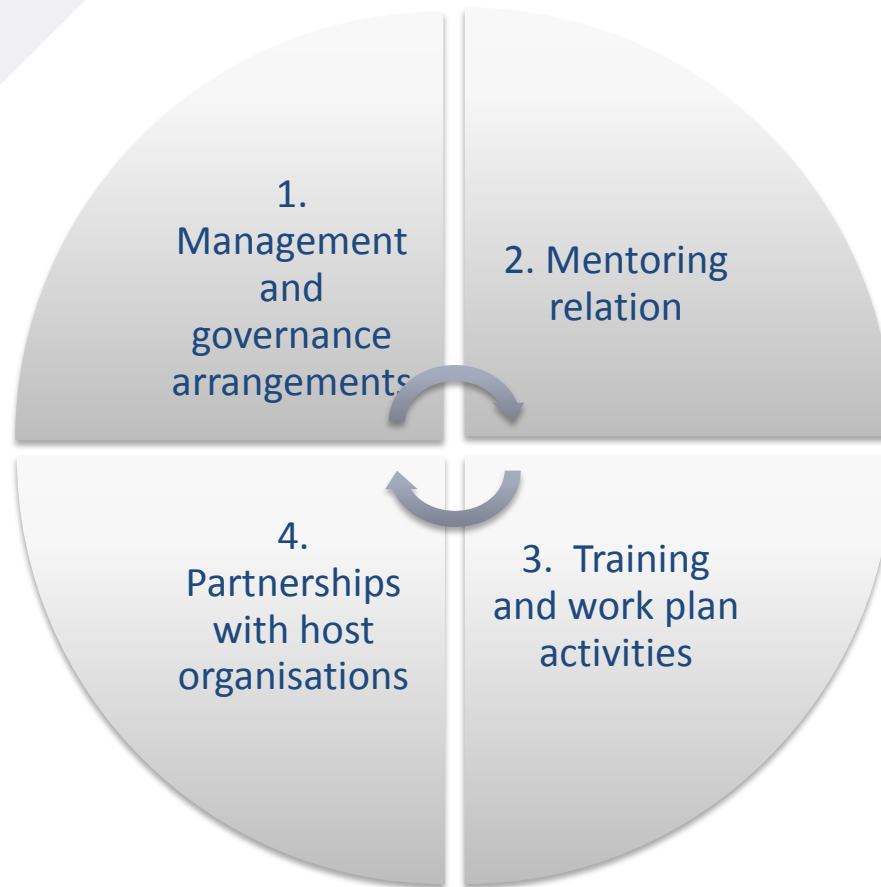 1.
Management
and
governance
arrangements
2. Mentoring
relation
4.
Partnerships
with host
organisations
3.  Training
and work plan
activities